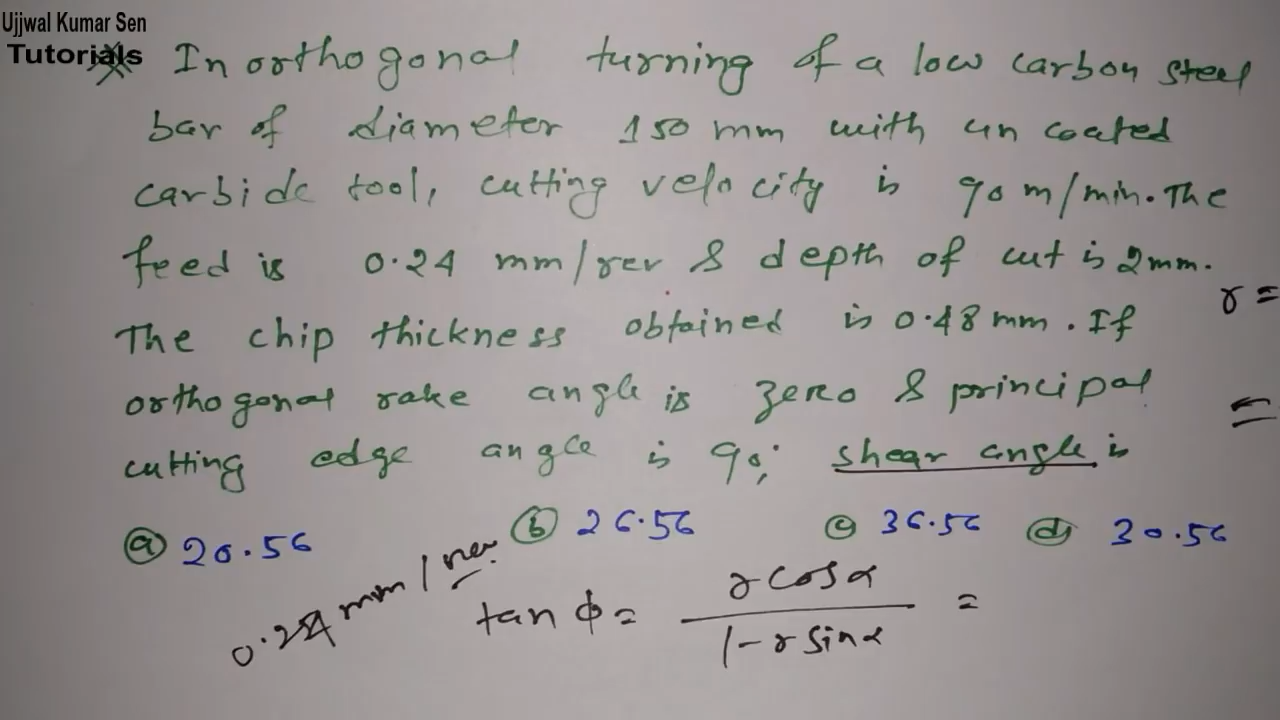 Ujjwal Kumar Sen
Tutorials
In orthogonal turning of a low carbon steel
bar of diameter 150 mm with un coated
carbide tool, cutting velocity is 90 m/min. The
feed is 0.24 mm/rev & depth of cut is 2mm.
The chip thickness obtained is 0.48 mm. If
orthogonal rake angle is zero & principal
cutting edge angle is 90; shear angle is
(a) 20.56 (b) 26.56 (c) 36.56 (d) 30.56
0.24 mm / rev.
tan φ = r cos α / 1 - r sin α =
r =
=